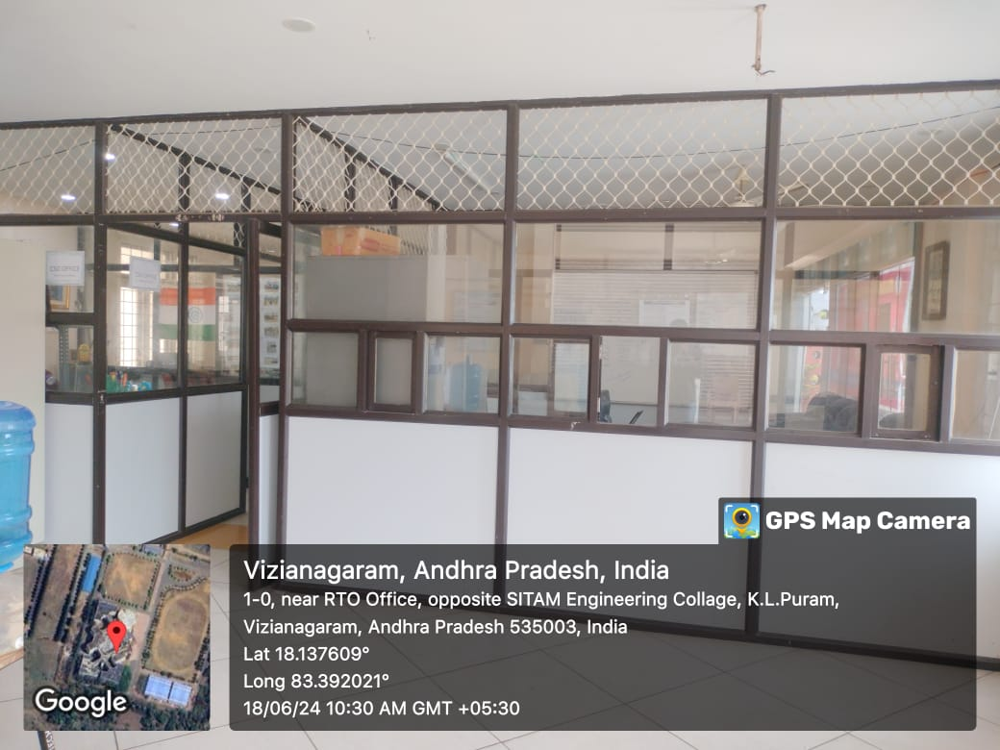 GPS Map Camera
Vizianagaram, Andhra Pradesh, India
1-0, near RTO Office, opposite SITAM Engineering Collage, K.L.Puram,
Vizianagaram, Andhra Pradesh 535003, India
Lat 18.137609°
Long 83.392021°
18/06/24 10:30 AM GMT +05:30
Google